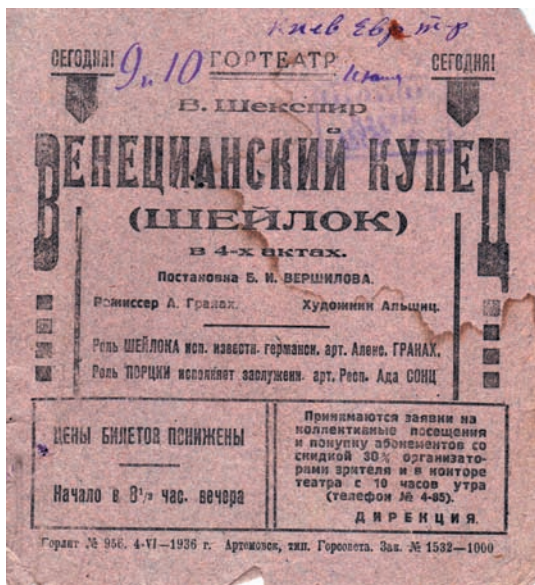 Киев Евр. т-р
СЕГОДНЯ! 9 и 10 ГОРТЕАТР СЕГОДНЯ!
В. Шекспир
ВЕНЕЦИАНСКИЙ КУПЕЦ
(ШЕЙЛОК)
в 4-х актах.
Постановка Б. И. ВЕРШИЛОВА.
Режиссер А. Гранах. Художник Альшиц.
Роль ШЕЙЛОКА исп. известн. германск. арт. Алекс. ГРАНАХ.
Роль ПОРЦИИ исполняет заслуженн. арт. Респ. Ада СОНЦ
ЦЕНЫ БИЛЕТОВ ПОНИЖЕНЫ
Начало в 8½ час. вечера
Принимаются заявки на
коллективные посещения
и покупку абонементов со
скидкой 30% организато-
рами зрителя и в конторе
театра с 10 часов утра
(телефон № 4-85).
ДИРЕКЦИЯ.
Горлит № 956. 4-VI—1936 г. Артемовск, тип. Горсовета. Зак. № 1532—1000